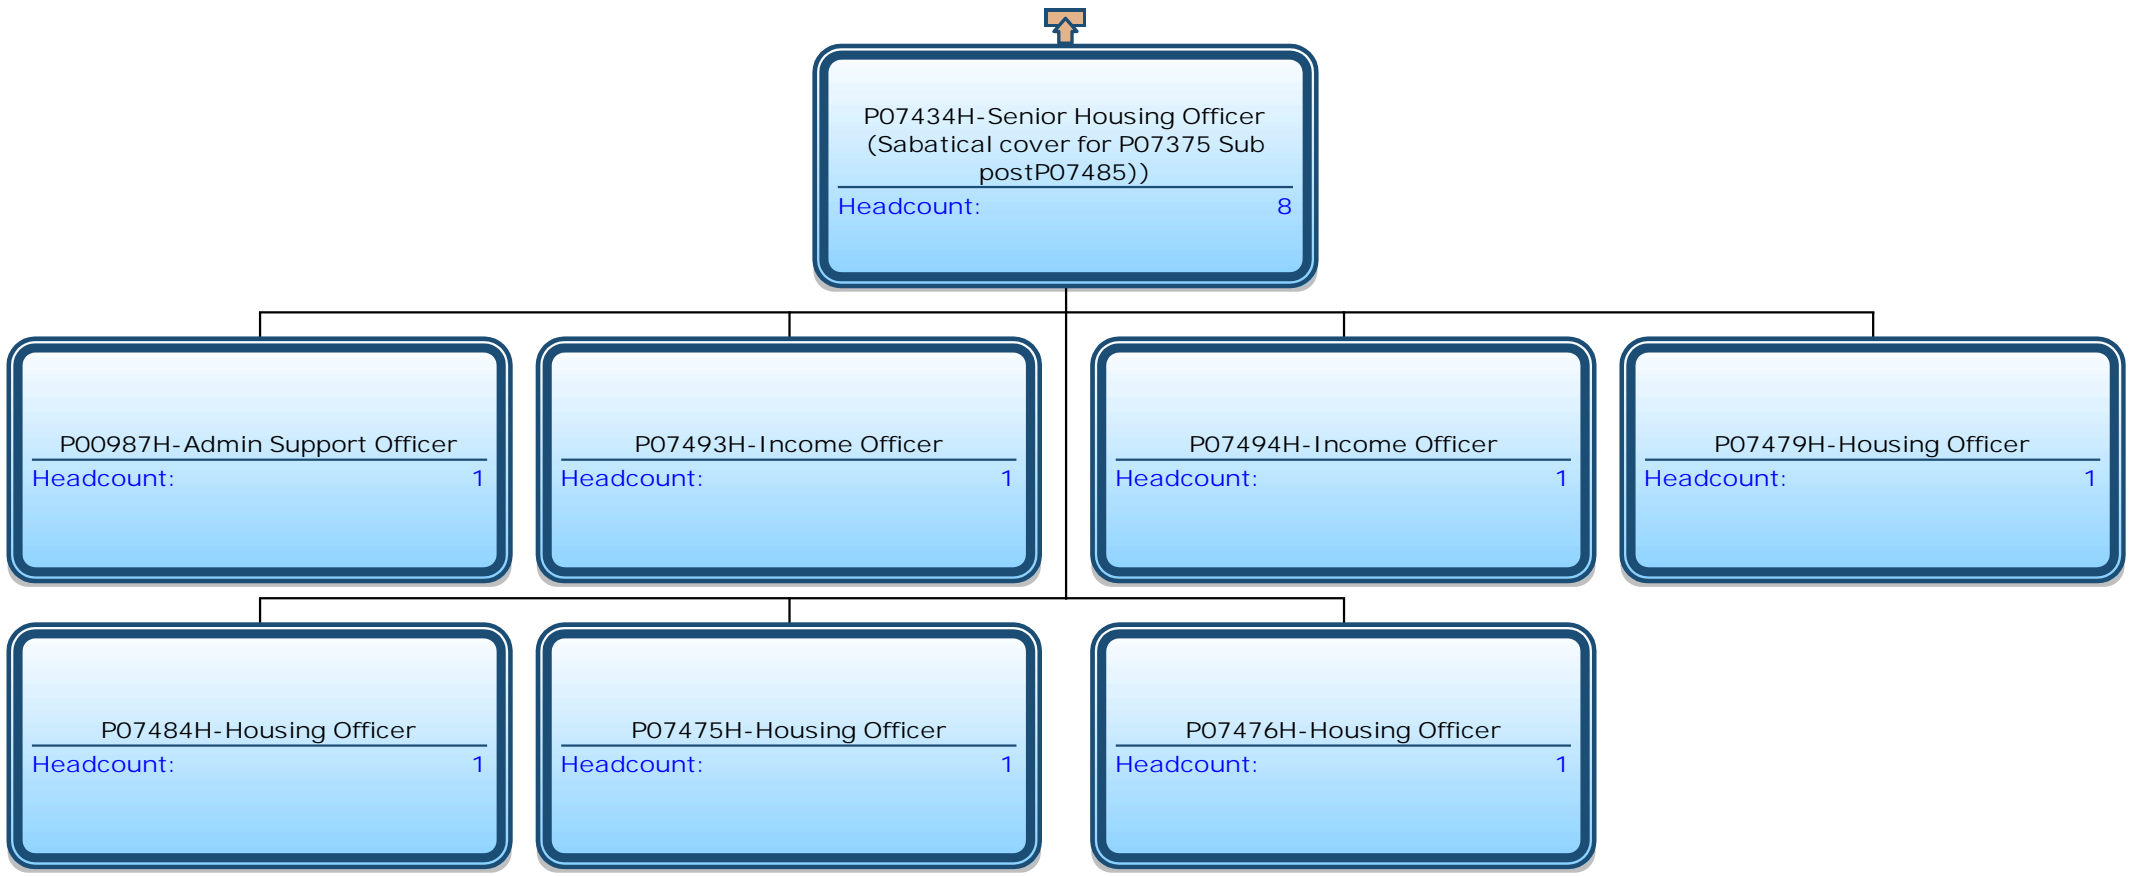 P07434H-Senior Housing Officer
(Sabatical cover for P07375 Sub
postP07485))
Headcount: 8
P00987H-Admin Support Officer
Headcount: 1
P07493H-Income Officer
Headcount: 1
P07494H-Income Officer
Headcount: 1
P07479H-Housing Officer
Headcount: 1
P07484H-Housing Officer
Headcount: 1
P07475H-Housing Officer
Headcount: 1
P07476H-Housing Officer
Headcount: 1